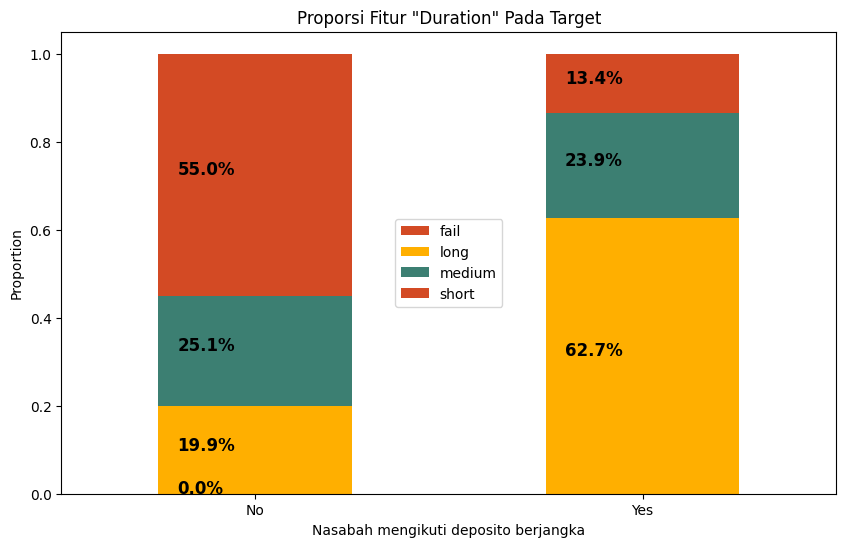 Proporsi Fitur "Duration" Pada Target
1.0
0.8
0.6
0.4
0.2
0.0
Proportion
55.0%
25.1%
19.9%
0.0%
13.4%
23.9%
62.7%
fail
long
medium
short
No
Yes
Nasabah mengikuti deposito berjangka